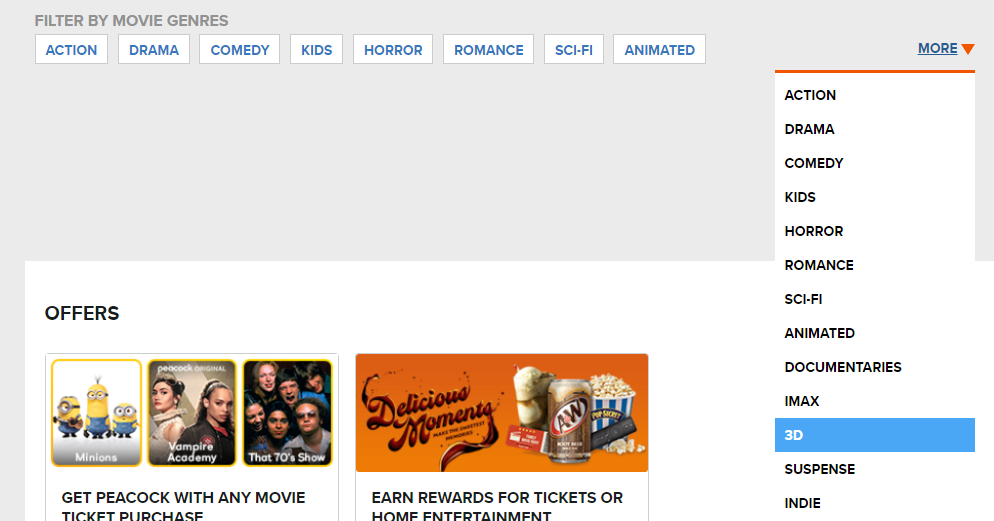 FILTER BY MOVIE GENRES
ACTION DRAMA COMEDY KIDS HORROR ROMANCE SCI-FI ANIMATED MORE
ACTION
DRAMA
COMEDY
KIDS
HORROR
ROMANCE
SCI-FI
ANIMATED
DOCUMENTARIES
IMAX
3D
SUSPENSE
INDIE
OFFERS
peacock ORIGINAL
Minions
Vampire
Academy
That 70's Show
GET PEACOCK WITH ANY MOVIE
TICKET PURCHASE
Delicious
Moments
MAKE THE SWEETEST
MEMORIES
A&W
ROOT BEER
POP-SECRET
EARN REWARDS FOR TICKETS OR
HOME ENTERTAINMENT